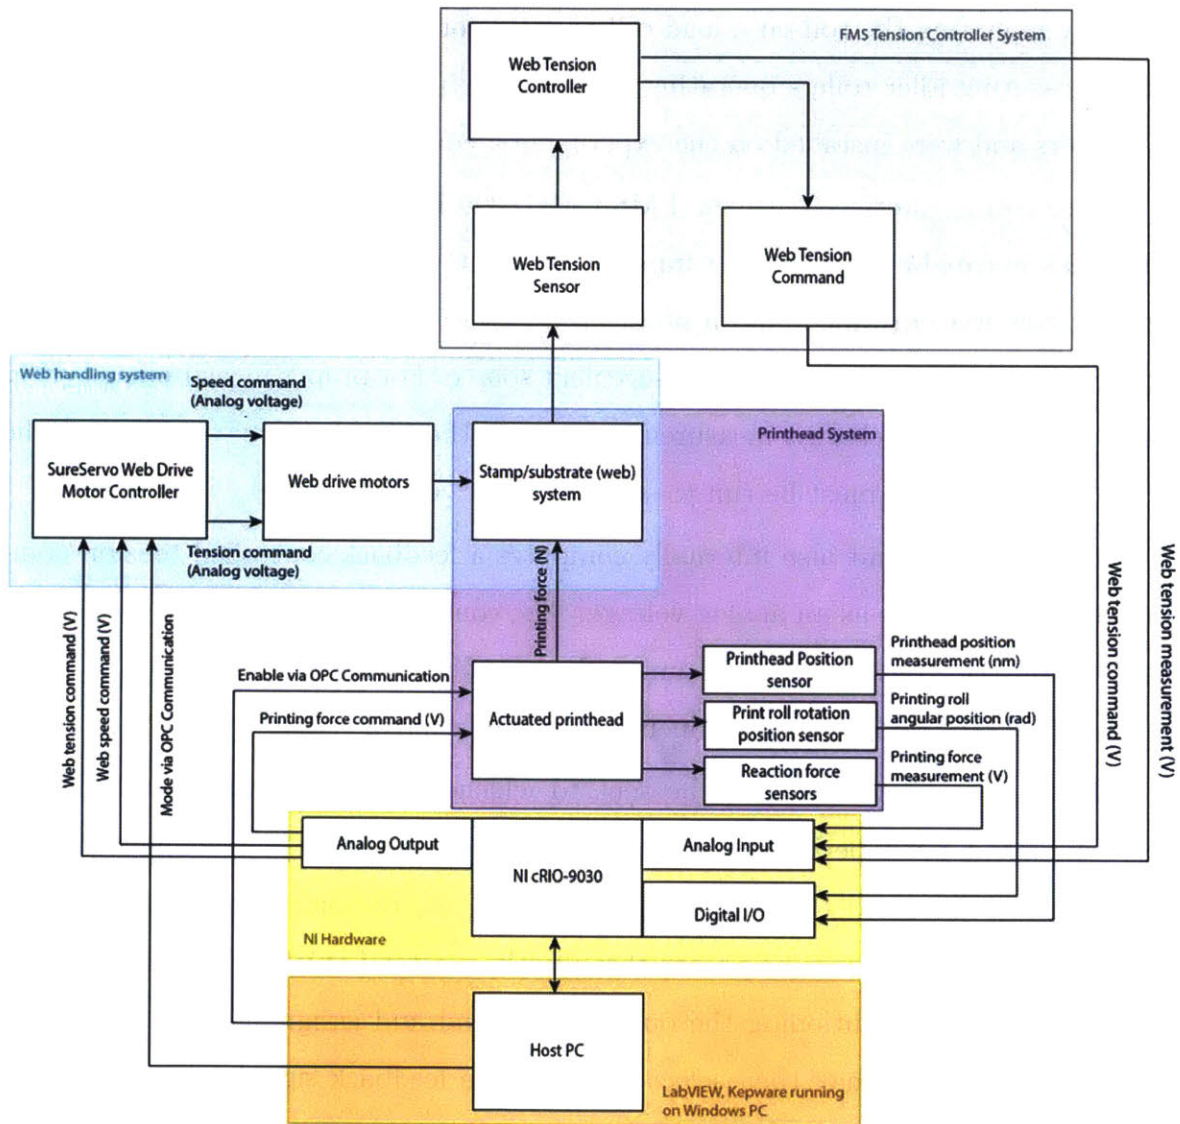 FMS Tension Controller System
Web Tension
Controller
Web Tension
Sensor
Web Tension
Command
Web handling system
Speed command
(Analog voltage)
SureServo Web Drive
Motor Controller
Web drive motors
Tension command
(Analog voltage)
Printhead System
Stamp/substrate (web)
system
Printing force (N)
Web tension command (V)
Web speed command (V)
Mode via OPC Communication
Enable via OPC Communication
Printing force command (V)
Actuated printhead
Printhead Position
sensor
Print roll rotation
position sensor
Reaction force
sensors
Printhead position
measurement (nm)
Printing roll
angular position (rad)
Printing force
measurement (V)
Web tension command (V)
Web tension measurement (V)
Analog Output
NI cRIO-9030
Analog Input
Digital I/O
NI Hardware
Host PC
LabVIEW, Kepware running
on Windows PC